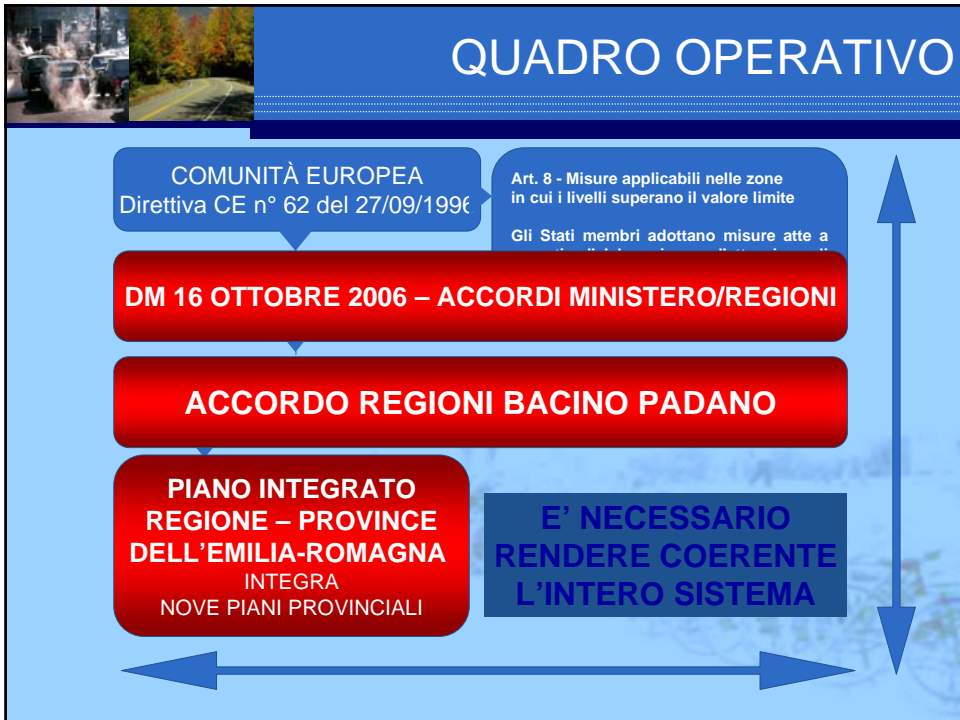 QUADRO OPERATIVO
COMUNITÀ EUROPEA
Direttiva CE n° 62 del 27/09/1996
Art. 8 - Misure applicabili nelle zone
in cui i livelli superano il valore limite
Gli Stati membri adottano misure atte a
DM 16 OTTOBRE 2006 – ACCORDI MINISTERO/REGIONI
ACCORDO REGIONI BACINO PADANO
PIANO INTEGRATO
REGIONE – PROVINCE
DELL'EMILIA-ROMAGNA
INTEGRA
NOVE PIANI PROVINCIALI
E' NECESSARIO
RENDERE COERENTE
L'INTERO SISTEMA